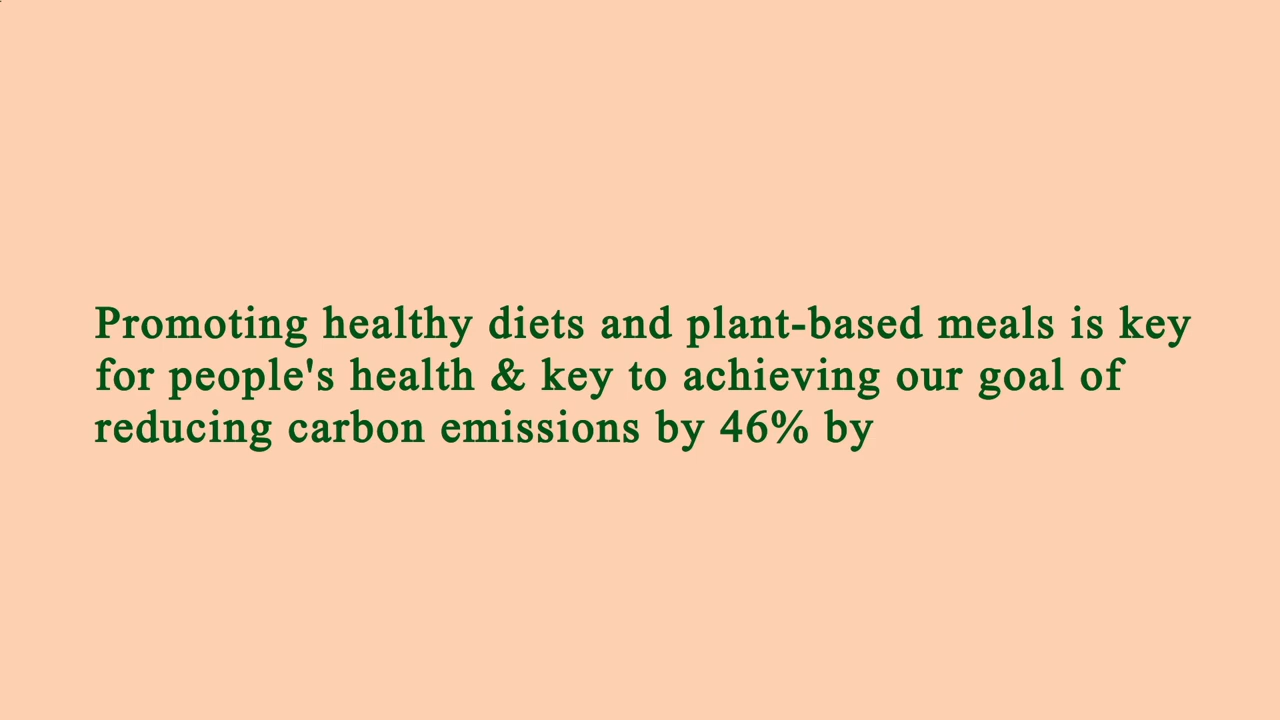 Promoting healthy diets and plant-based meals is key
for people's health & key to achieving our goal of
reducing carbon emissions by 46% by